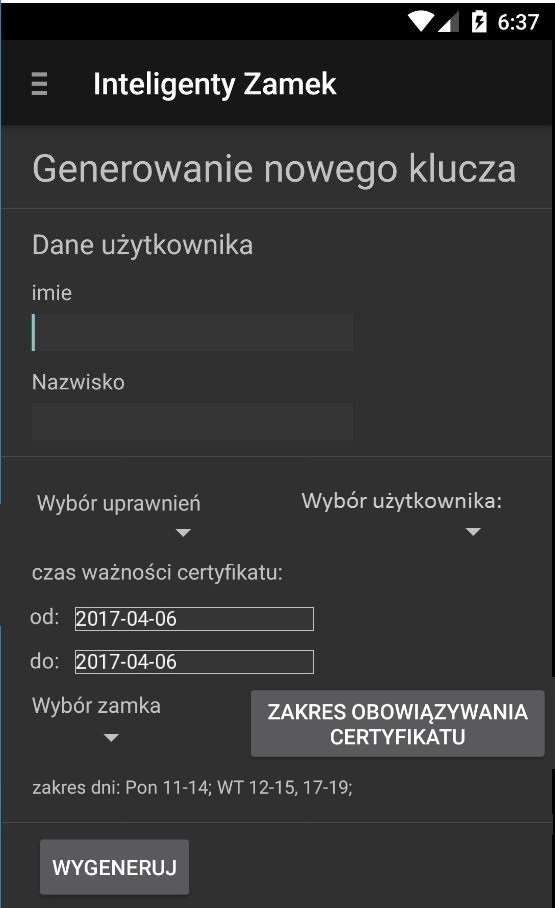 6:37
Inteligenty Zamek
Generowanie nowego klucza
Dane użytkownika
imie
Nazwisko
Wybór uprawnień Wybór użytkownika:
czas ważności certyfikatu:
od: 2017-04-06
do: 2017-04-06
Wybór zamka
ZAKRES OBOWIĄZYWANIA
CERTYFIKATU
zakres dni: Pon 11-14; WT 12-15, 17-19;
WYGENERUJ